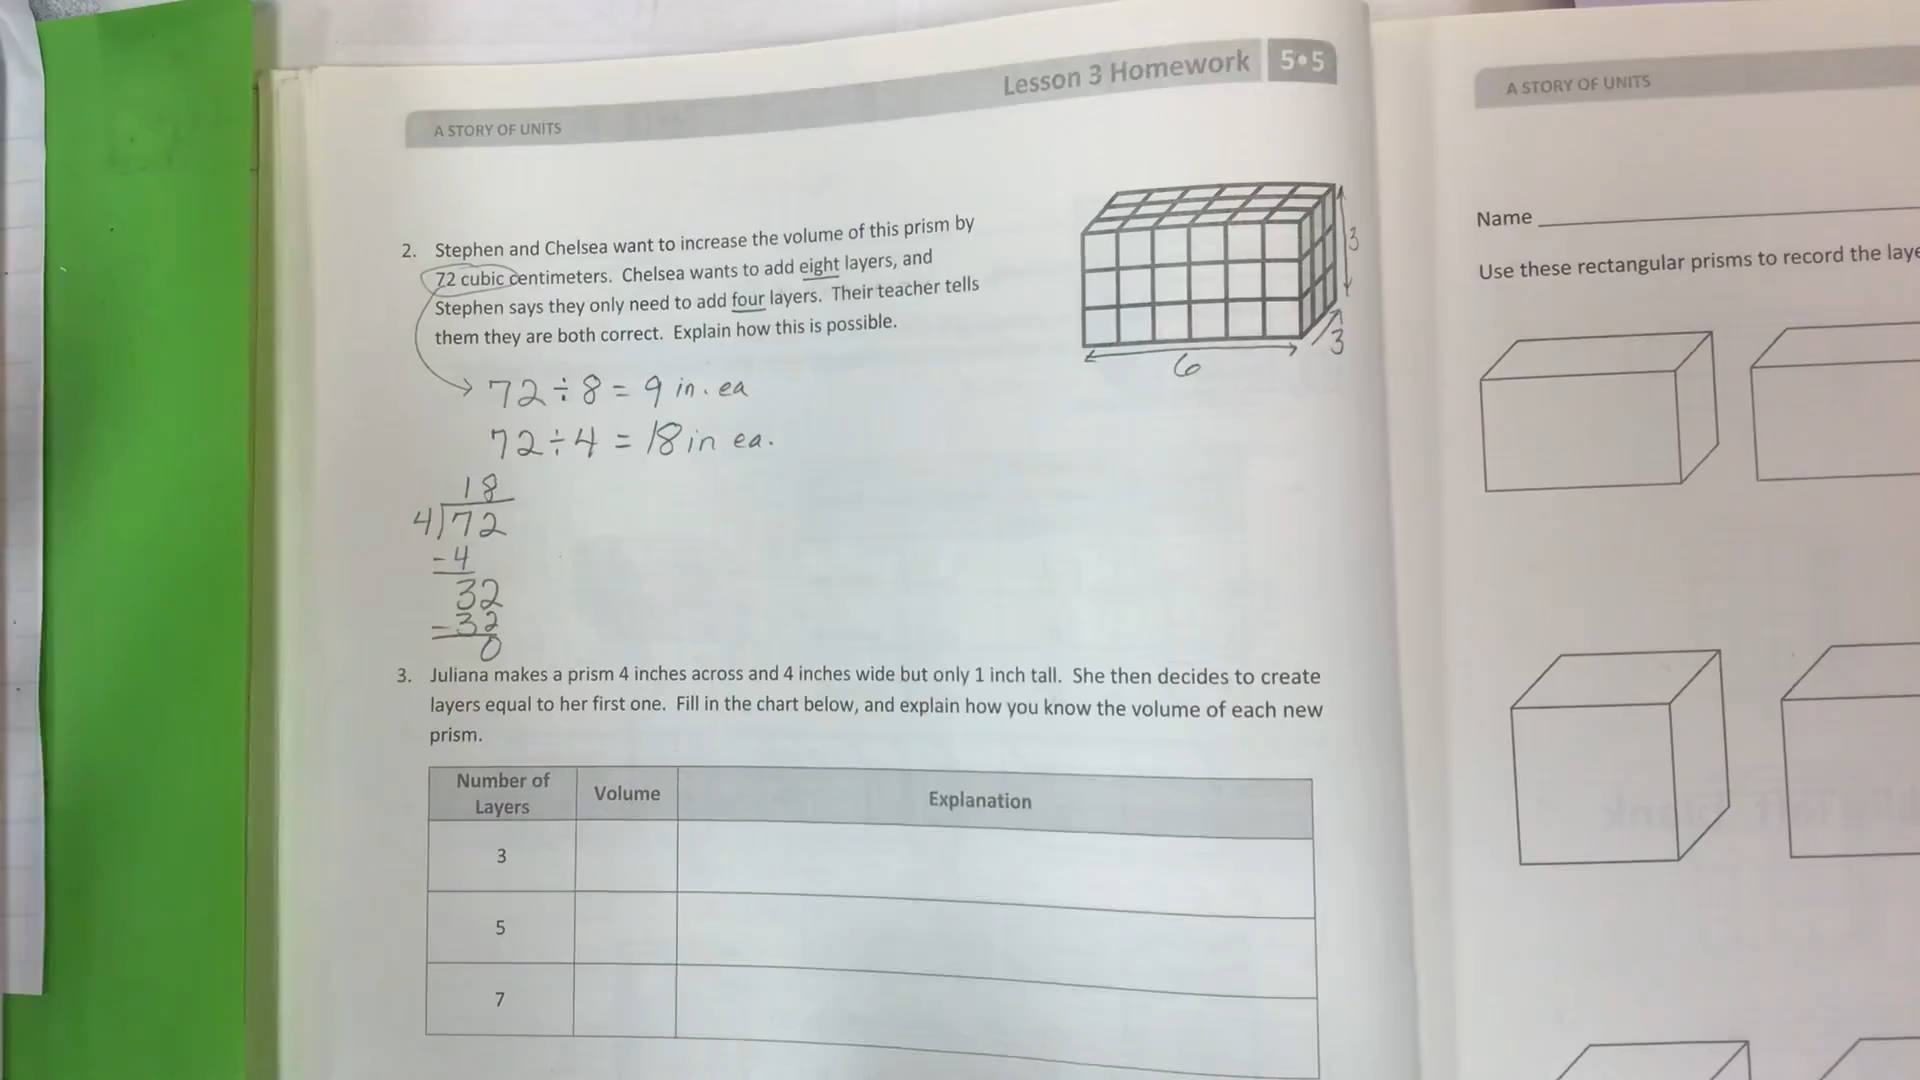 Lesson 3 Homework 5•5
A STORY OF UNITS
2. Stephen and Chelsea want to increase the volume of this prism by
72 cubic centimeters. Chelsea wants to add eight layers, and
Stephen says they only need to add four layers. Their teacher tells
them they are both correct. Explain how this is possible.
3
3
6
72 ÷ 8 = 9 in. ea
72 ÷ 4 = 18 in ea.
18
4)72
-4
32
-32
0
3. Juliana makes a prism 4 inches across and 4 inches wide but only 1 inch tall. She then decides to create
layers equal to her first one. Fill in the chart below, and explain how you know the volume of each new
prism.
Number of
Layers
Volume
Explanation
3
5
7
A STORY OF UNITS
Name
Use these rectangular prisms to record the